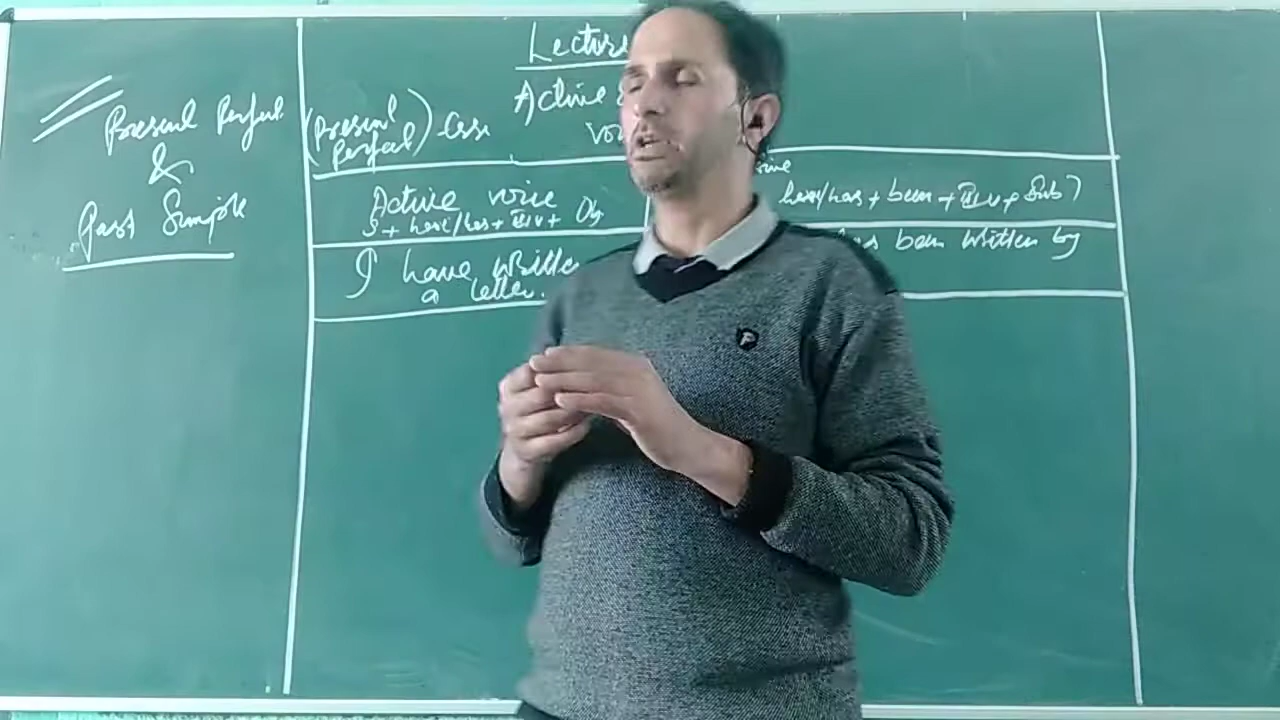 Present Perfect
&
Past Simple
Lecture
Active &
(Present
Perfect)
Active voice
S + have/has + III V + Obj
have/has + been + III V + Sub)
I have written
a letter.
has been written by